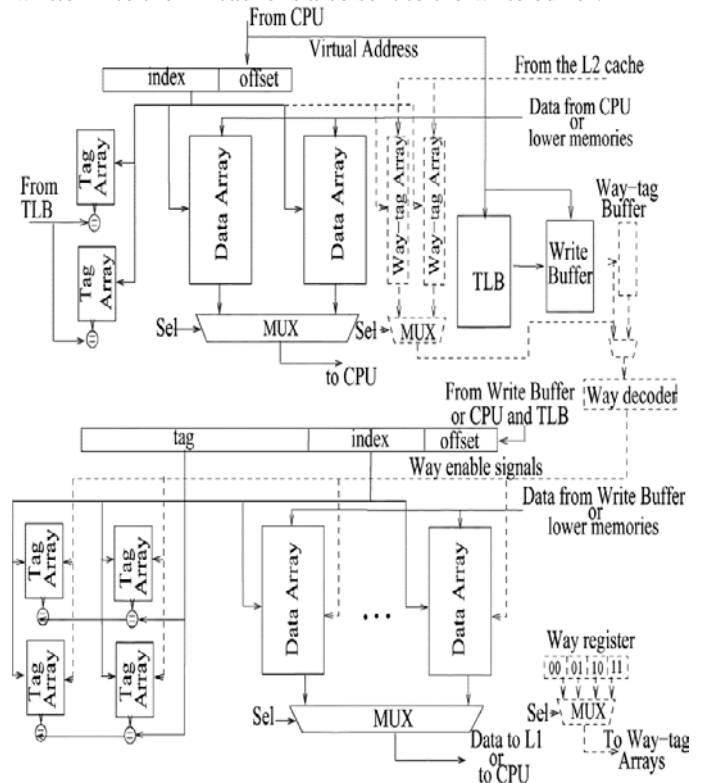 From CPU
Virtual Address
index
offset
From the L2 cache
Data from CPU
or
lower memories
Tag
Array
From
TLB
=
Tag
Array
=
Data Array
Data Array
Way-tag Array
Way-tag Array
Way-tag
Buffer
TLB
Write
Buffer
Sel
MUX
Sel
MUX
to CPU
From Write Buffer
or CPU and TLB
Way decoder
tag
index
offset
Way enable signals
Data from Write Buffer
or
lower memories
Tag
Array
=
Tag
Array
=
Tag
Array
=
Tag
Array
=
Data Array
...
Data Array
Way register
00 01 10 11
Sel
MUX
Sel
MUX
Data to L1
or
to CPU
To Way-tag
Arrays